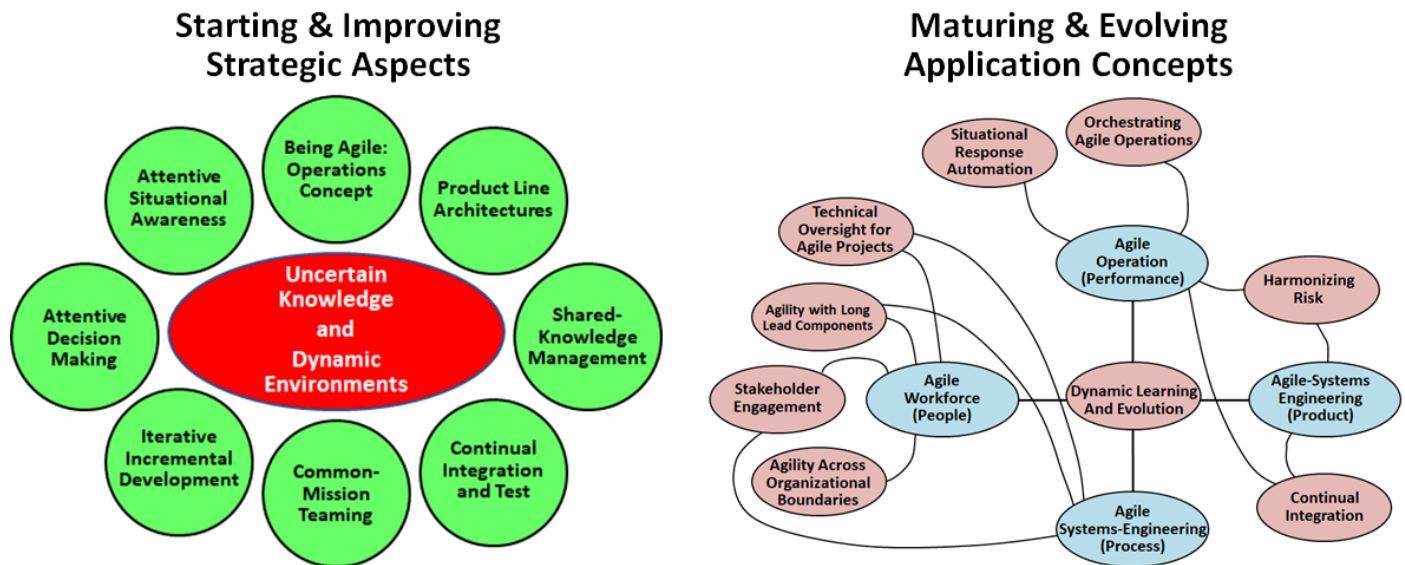 Starting & Improving
Strategic Aspects
Being Agile:
Operations
Concept
Attentive
Situational
Awareness
Product Line
Architectures
Uncertain
Knowledge
and
Dynamic
Environments
Attentive
Decision
Making
Shared-
Knowledge
Management
Iterative
Incremental
Development
Common-
Mission
Teaming
Continual
Integration
and Test
Maturing & Evolving
Application Concepts
Situational
Response
Automation
Orchestrating
Agile Operations
Technical
Oversight for
Agile Projects
Agile
Operation
(Performance)
Harmonizing
Risk
Agility with Long
Lead Components
Stakeholder
Engagement
Agile
Workforce
(People)
Dynamic Learning
And Evolution
Agile-Systems
Engineering
(Product)
Agility Across
Organizational
Boundaries
Agile
Systems-Engineering
(Process)
Continual
Integration